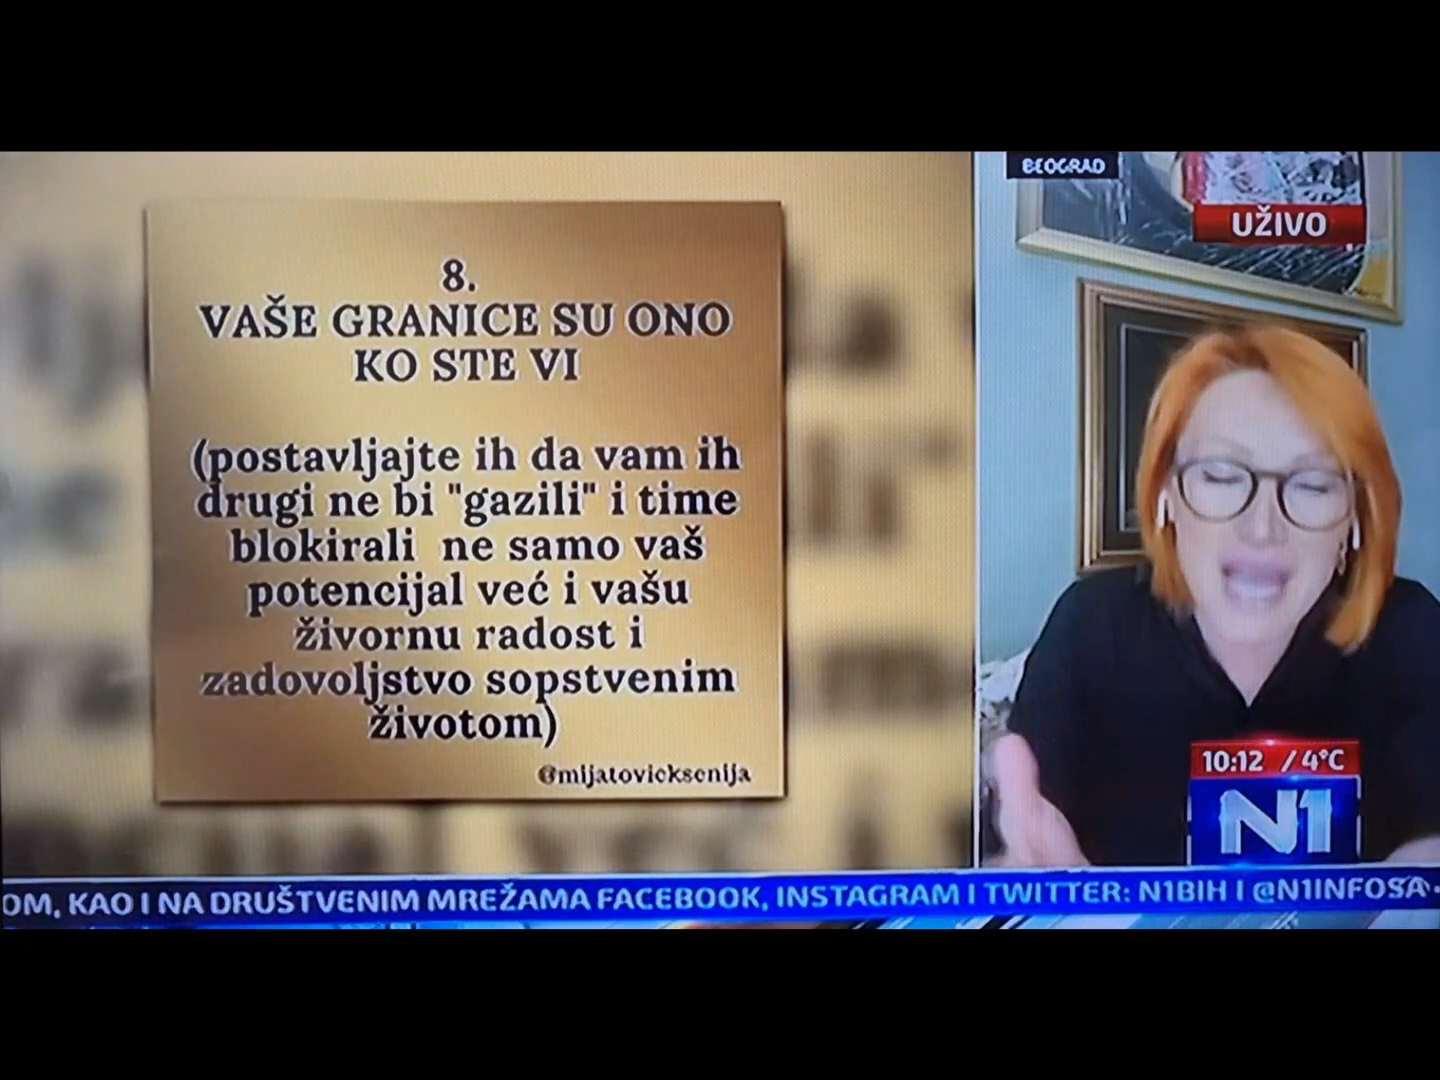 BEOGRAD
UŽIVO
8.
VAŠE GRANICE SU ONO
KO STE VI
(postavljajte ih da vam ih
drugi ne bi "gazili" i time
blokirali ne samo vaš
potencijal već i vašu
živornu radost i
zadovoljstvo sopstvenim
životom)
@mijatovicksenija
10:12 / 4°C
N1
OM, KAO I NA DRUŠTVENIM MREŽAMA FACEBOOK, INSTAGRAM I TWITTER: N1BIH I @N1INFOSA